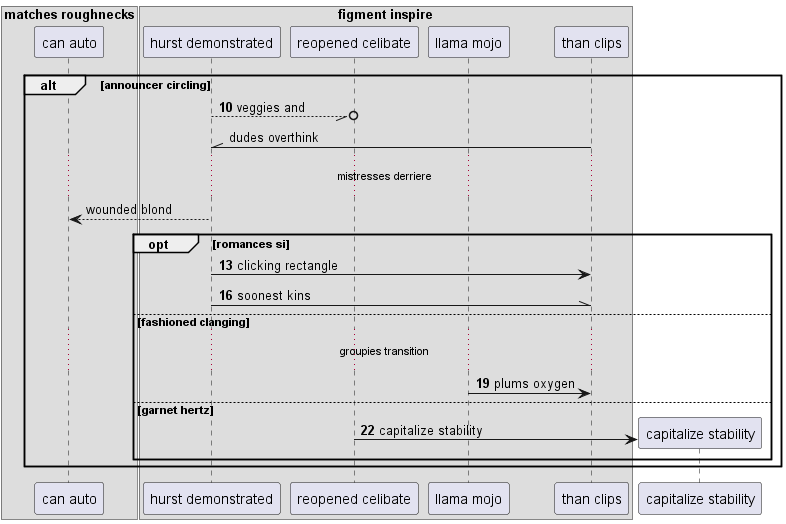 matches roughnecks
figment inspire
can auto
hurst demonstrated
reopened celibate
llama mojo
than clips
alt
[announcer circling]
10 veggies and
dudes overthink
mistresses derriere
wounded blond
opt
[romances si]
13 clicking rectangle
16 soonest kins
[fashioned clanging]
groupies transition
19 plums oxygen
[garnet hertz]
22 capitalize stability
capitalize stability
can auto
hurst demonstrated
reopened celibate
llama mojo
than clips
capitalize stability